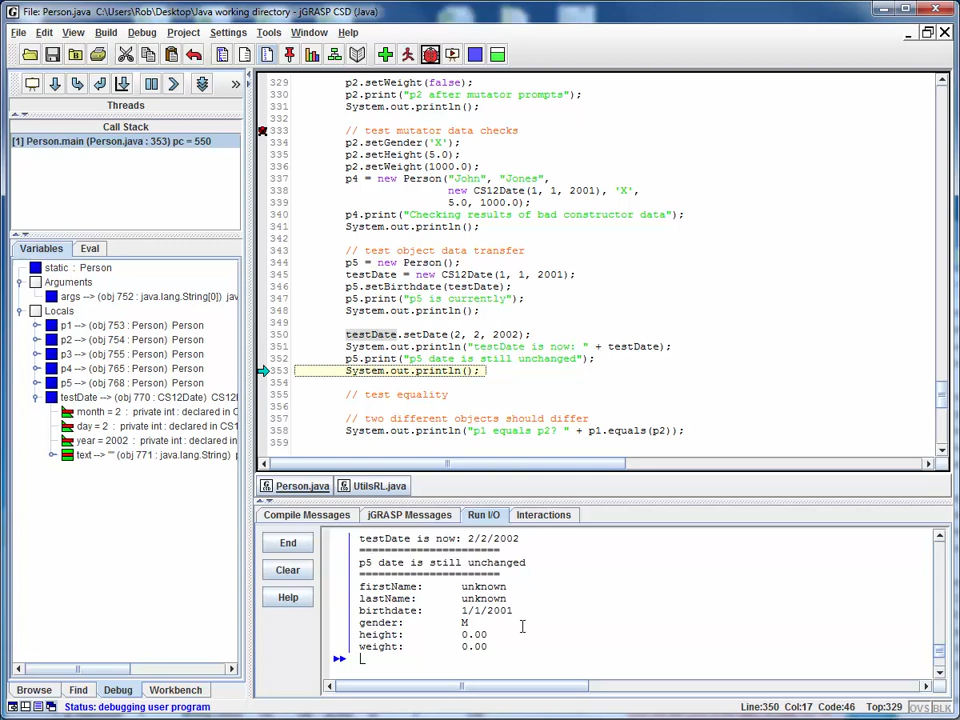 File: Person.java  C:\Users\Rob\Desktop\Java working directory - jGRASP CSD (Java)
File Edit View Build Debug Project Settings Tools Window Help
Threads
Call Stack
[1] Person.main (Person.java : 353) pc = 550
Variables Eval
static : Person
Arguments
args --> (obj 752 : java.lang.String[0]) jav
Locals
p1 --> (obj 753 : Person) Person
p2 --> (obj 754 : Person) Person
p3 --> (obj 755 : Person) Person
p4 --> (obj 766 : Person) Person
p5 --> (obj 768 : Person) Person
testDate --> (obj 770 : CS12Date) CS12D
month = 2 : private int : declared in C
day = 2 : private int : declared in CS1
year = 2002 : private int : declared in
text --> "" (obj 771 : java.lang.String)
Browse Find Debug Workbench
329 p2.setWeight(false);
330 p2.print("p2 after mutator prompts");
331 System.out.println();
332
333 // test mutator data checks
334 p2.setGender('X');
335 p2.setHeight(5.0);
336 p2.setWeight(1000.0);
337 p4 = new Person("John", "Jones",
338 new CS12Date(1, 1, 2001), 'X',
339 5.0, 1000.0);
340 p4.print("Checking results of bad constructor data");
341 System.out.println();
342
343 // test object data transfer
344 p5 = new Person();
345 testDate = new CS12Date(1, 1, 2001);
346 p5.setBirthdate(testDate);
347 p5.print("p5 is currently");
348 System.out.println();
349
350 testDate.setDate(2, 2, 2002);
351 System.out.println("testDate is now: " + testDate);
352 p5.print("p5 date is still unchanged");
353 System.out.println();
354
355 // test equality
356
357 // two different objects should differ
358 System.out.println("p1 equals p2? " + p1.equals(p2));
359
Person.java UtilsRL.java
Compile Messages jGRASP Messages Run I/O Interactions
End
Clear
Help
testDate is now: 2/2/2002
========================
p5 date is still unchanged
========================
firstName: unknown
lastName: unknown
birthdate: 1/1/2001
gender: M
height: 0.00
weight: 0.00
Status: debugging user program
Line:350 Col:17 Code:46 Top:329 OVS BLK